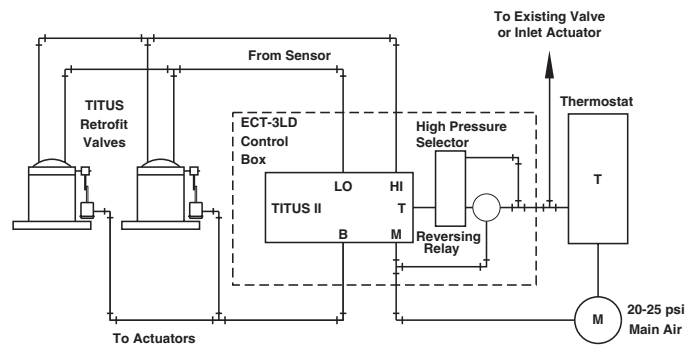 To Existing Valve
or Inlet Actuator
From Sensor
TITUS
Retrofit
Valves
ECT-3LD
Control
Box
High Pressure
Selector
Thermostat
LO
HI
TITUS II
T
T
B
M
Reversing
Relay
M
20-25 psi
Main Air
To Actuators